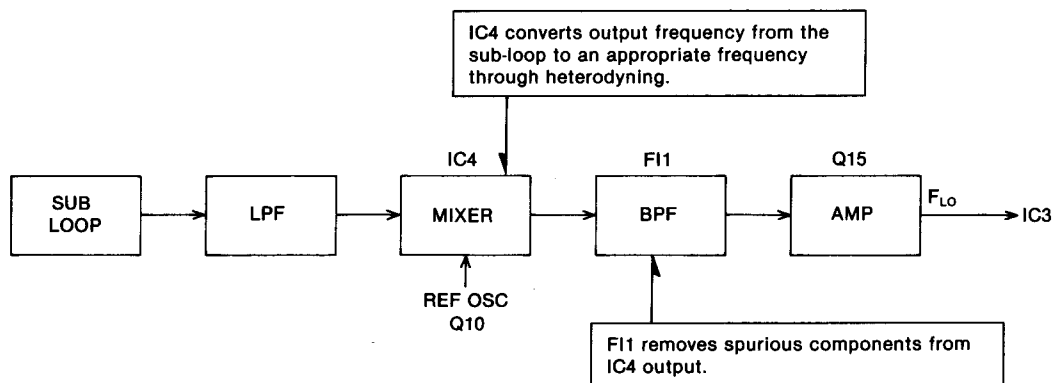 IC4 converts output frequency from the
sub-loop to an appropriate frequency
through heterodyning.
IC4
FI1
Q15
SUB
LOOP
LPF
MIXER
BPF
AMP
FLO
IC3
REF OSC
Q10
FI1 removes spurious components from
IC4 output.